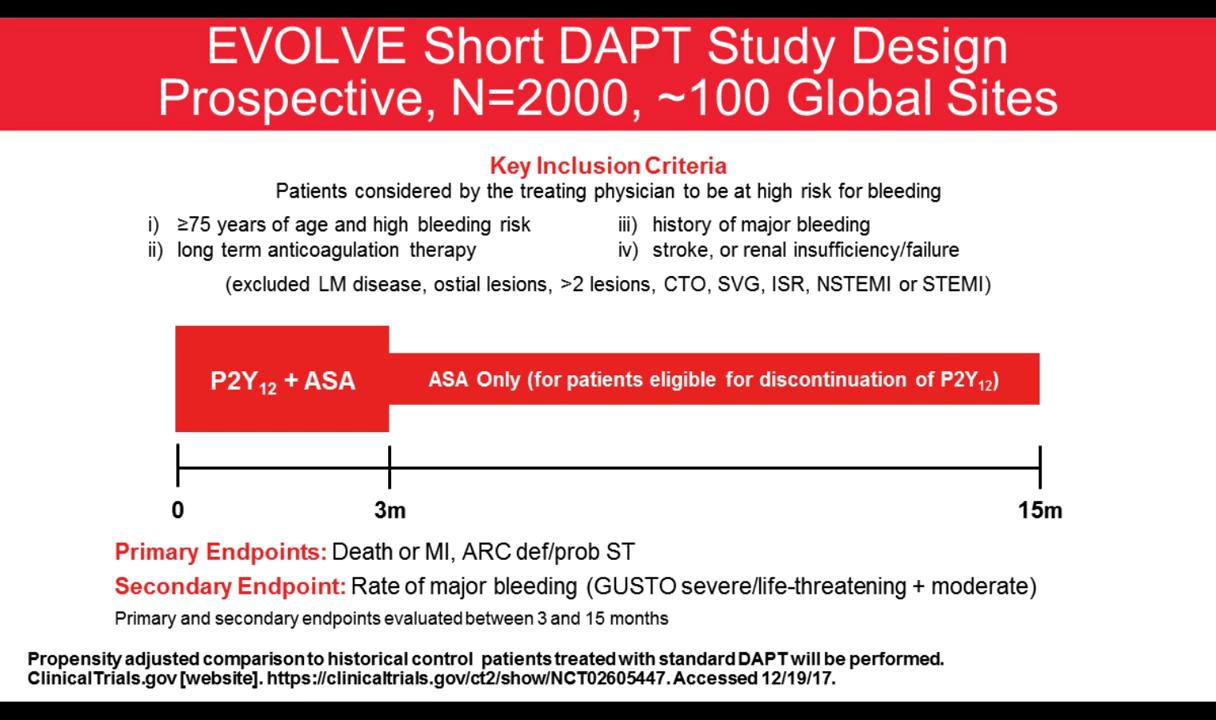 EVOLVE Short DAPT Study Design
Prospective, N=2000, ~100 Global Sites
Key Inclusion Criteria
Patients considered by the treating physician to be at high risk for bleeding
i) ≥75 years of age and high bleeding risk
ii) long term anticoagulation therapy
iii) history of major bleeding
iv) stroke, or renal insufficiency/failure
(excluded LM disease, ostial lesions, >2 lesions, CTO, SVG, ISR, NSTEMI or STEMI)
P2Y₁₂ + ASA
ASA Only (for patients eligible for discontinuation of P2Y₁₂)
0
3m
15m
Primary Endpoints: Death or MI, ARC def/prob ST
Secondary Endpoint: Rate of major bleeding (GUSTO severe/life-threatening + moderate)
Primary and secondary endpoints evaluated between 3 and 15 months
Propensity adjusted comparison to historical control patients treated with standard DAPT will be performed.
ClinicalTrials.gov [website]. https://clinicaltrials.gov/ct2/show/NCT02605447. Accessed 12/19/17.